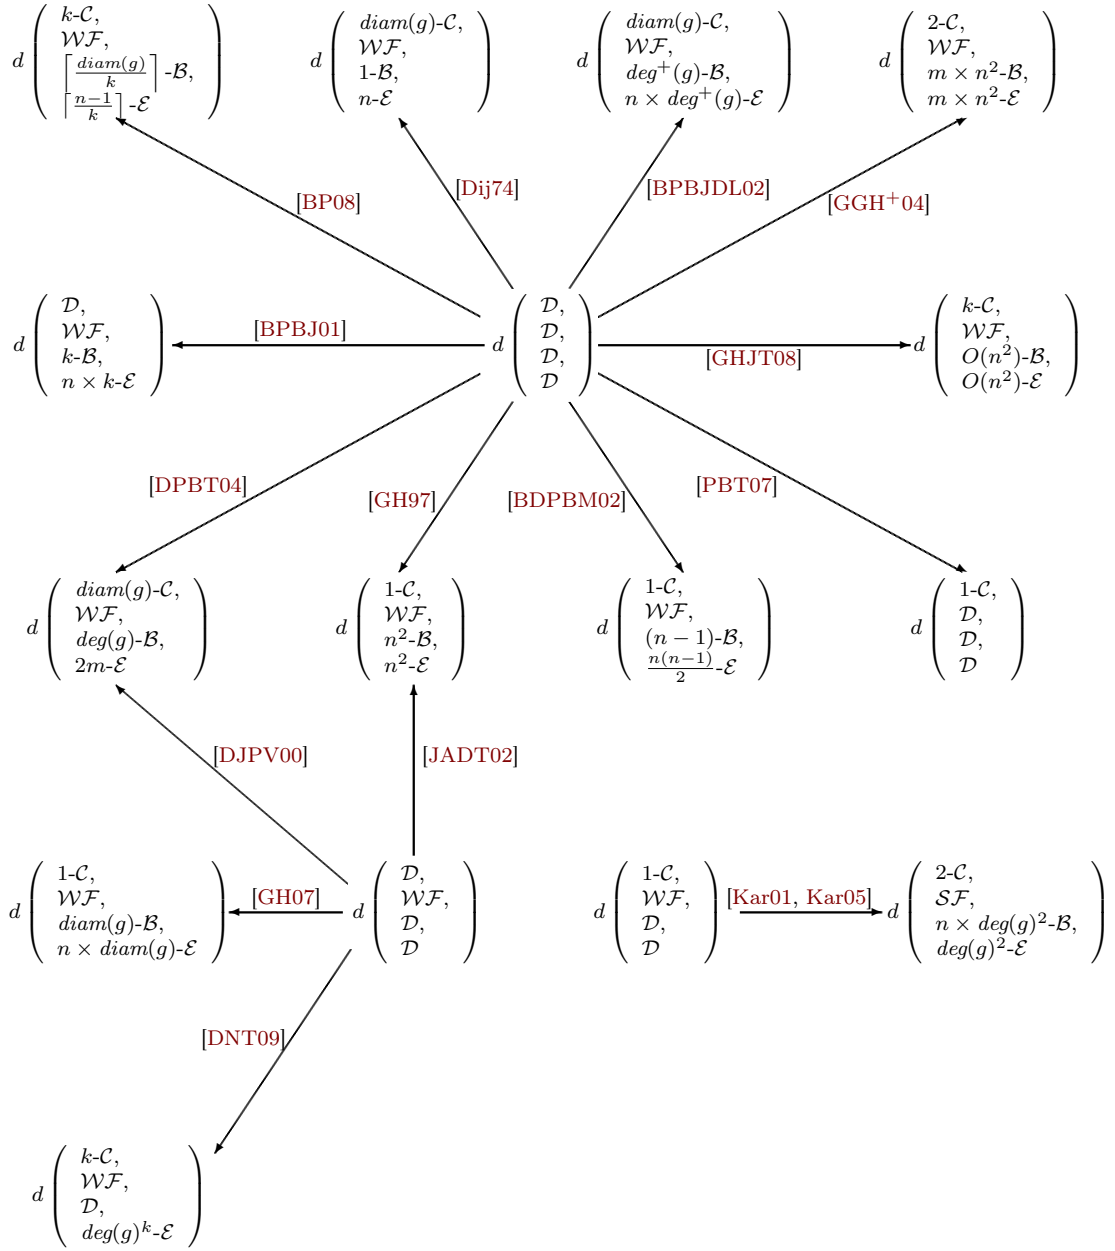 d ( k-𝒞, 𝒲ℱ, ⌈diam(g)/k⌉-ℬ, ⌈n−1/k⌉-ℰ )
d ( diam(g)-𝒞, 𝒲ℱ, 1-ℬ, n-ℰ )
d ( diam(g)-𝒞, 𝒲ℱ, deg⁺(g)-ℬ, n × deg⁺(g)-ℰ )
d ( 2-𝒞, 𝒲ℱ, m × n²-ℬ, m × n²-ℰ )
[BP08]
[Dij74]
[BPBJDL02]
[GGH⁺04]
d ( 𝒟, 𝒲ℱ, k-ℬ, n × k-ℰ )
[BPBJ01]
d ( 𝒟, 𝒟, 𝒟, 𝒟 )
[GHJT08]
d ( k-𝒞, 𝒲ℱ, O(n²)-ℬ, O(n²)-ℰ )
[DPBT04]
[GH97]
[BDPBM02]
[PBT07]
d ( diam(g)-𝒞, 𝒲ℱ, deg(g)-ℬ, 2m-ℰ )
d ( 1-𝒞, 𝒲ℱ, n²-ℬ, n²-ℰ )
d ( 1-𝒞, 𝒲ℱ, (n − 1)-ℬ, n(n−1)/2-ℰ )
d ( 1-𝒞, 𝒟, 𝒟, 𝒟 )
[DJPV00]
[JADT02]
d ( 1-𝒞, 𝒲ℱ, diam(g)-ℬ, n × diam(g)-ℰ )
[GH07]
d ( 𝒟, 𝒲ℱ, 𝒟, 𝒟 )
d ( 1-𝒞, 𝒲ℱ, 𝒟, 𝒟 )
[Kar01, Kar05]
d ( 2-𝒞, 𝒮ℱ, n × deg(g)²-ℬ, deg(g)²-ℰ )
[DNT09]
d ( k-𝒞, 𝒲ℱ, 𝒟, deg(g)ᵏ-ℰ )